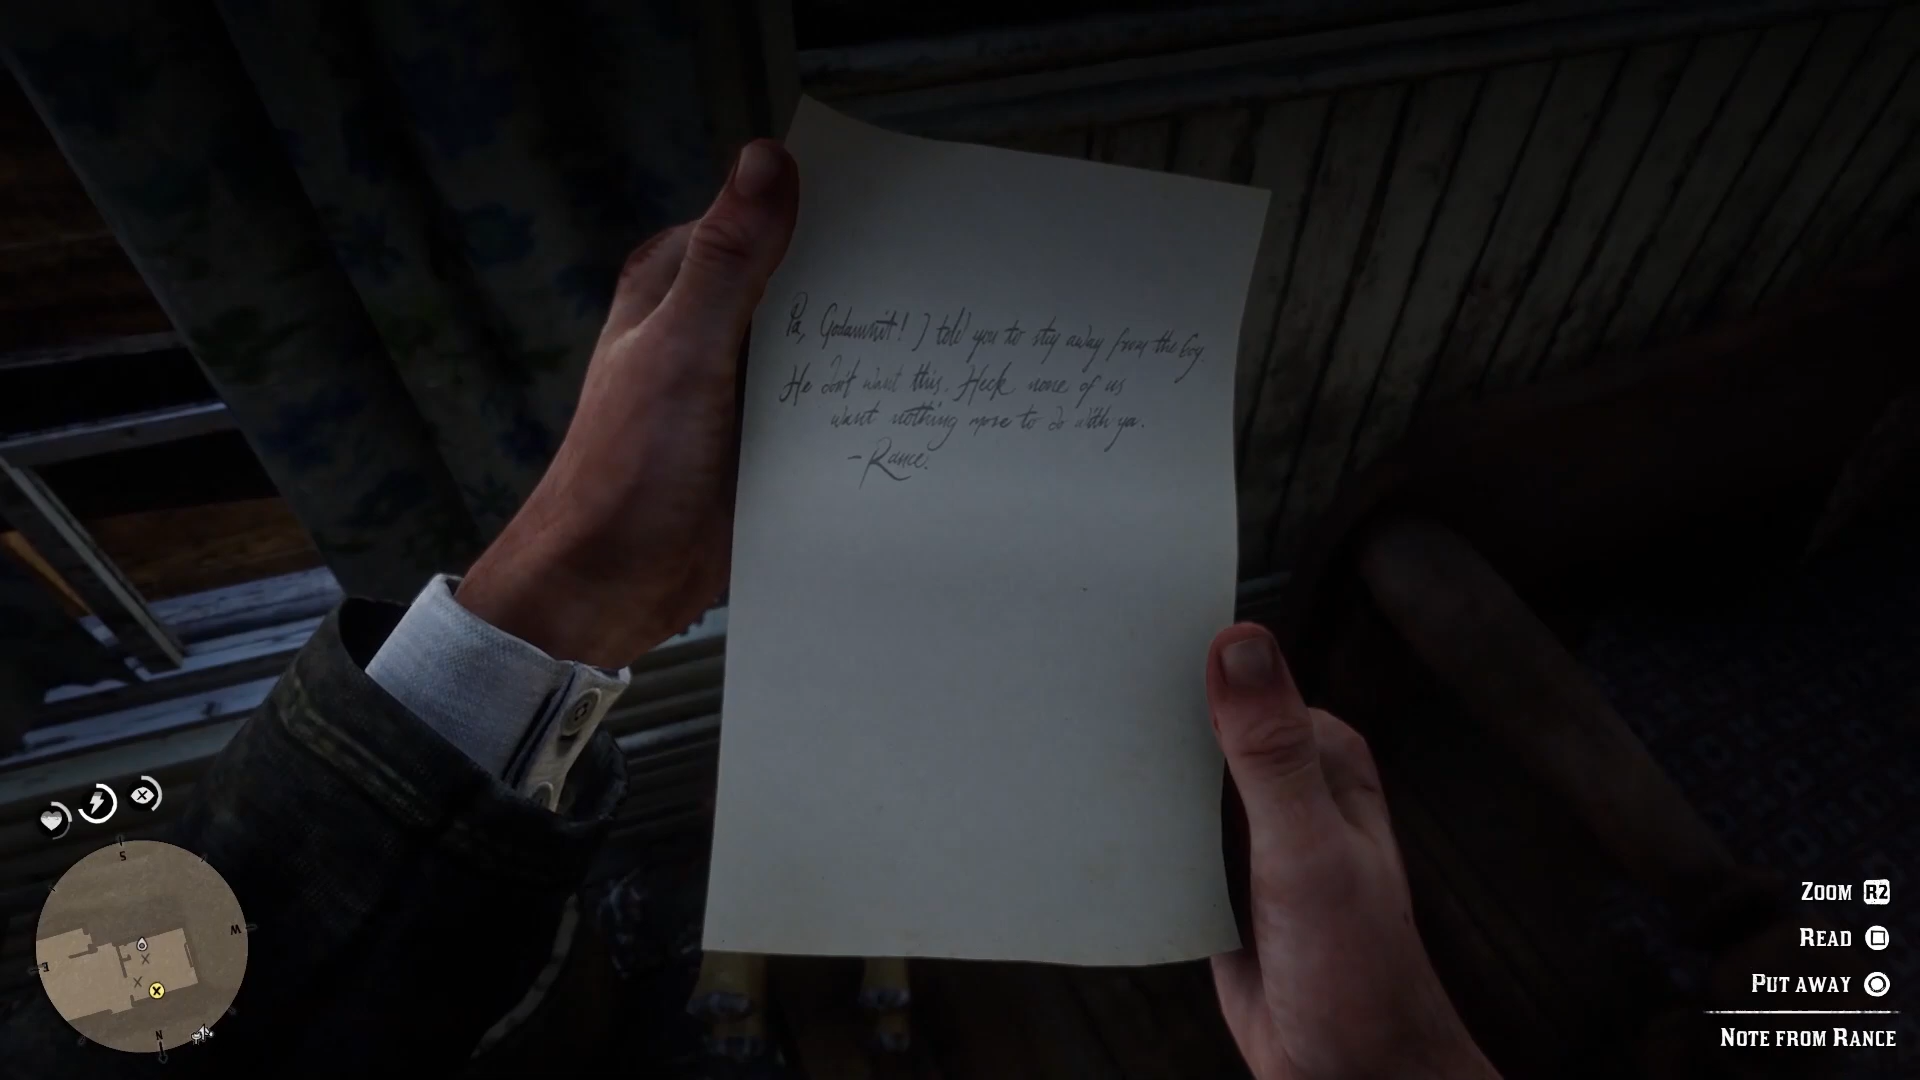 Pa, Godamnit! I told you to stay away from the boy.
He don't want this. Heck none of us
want nothing more to do with ya.
- Rance.
S
W
E
N
ZOOM R2
READ
PUT AWAY
NOTE FROM RANCE